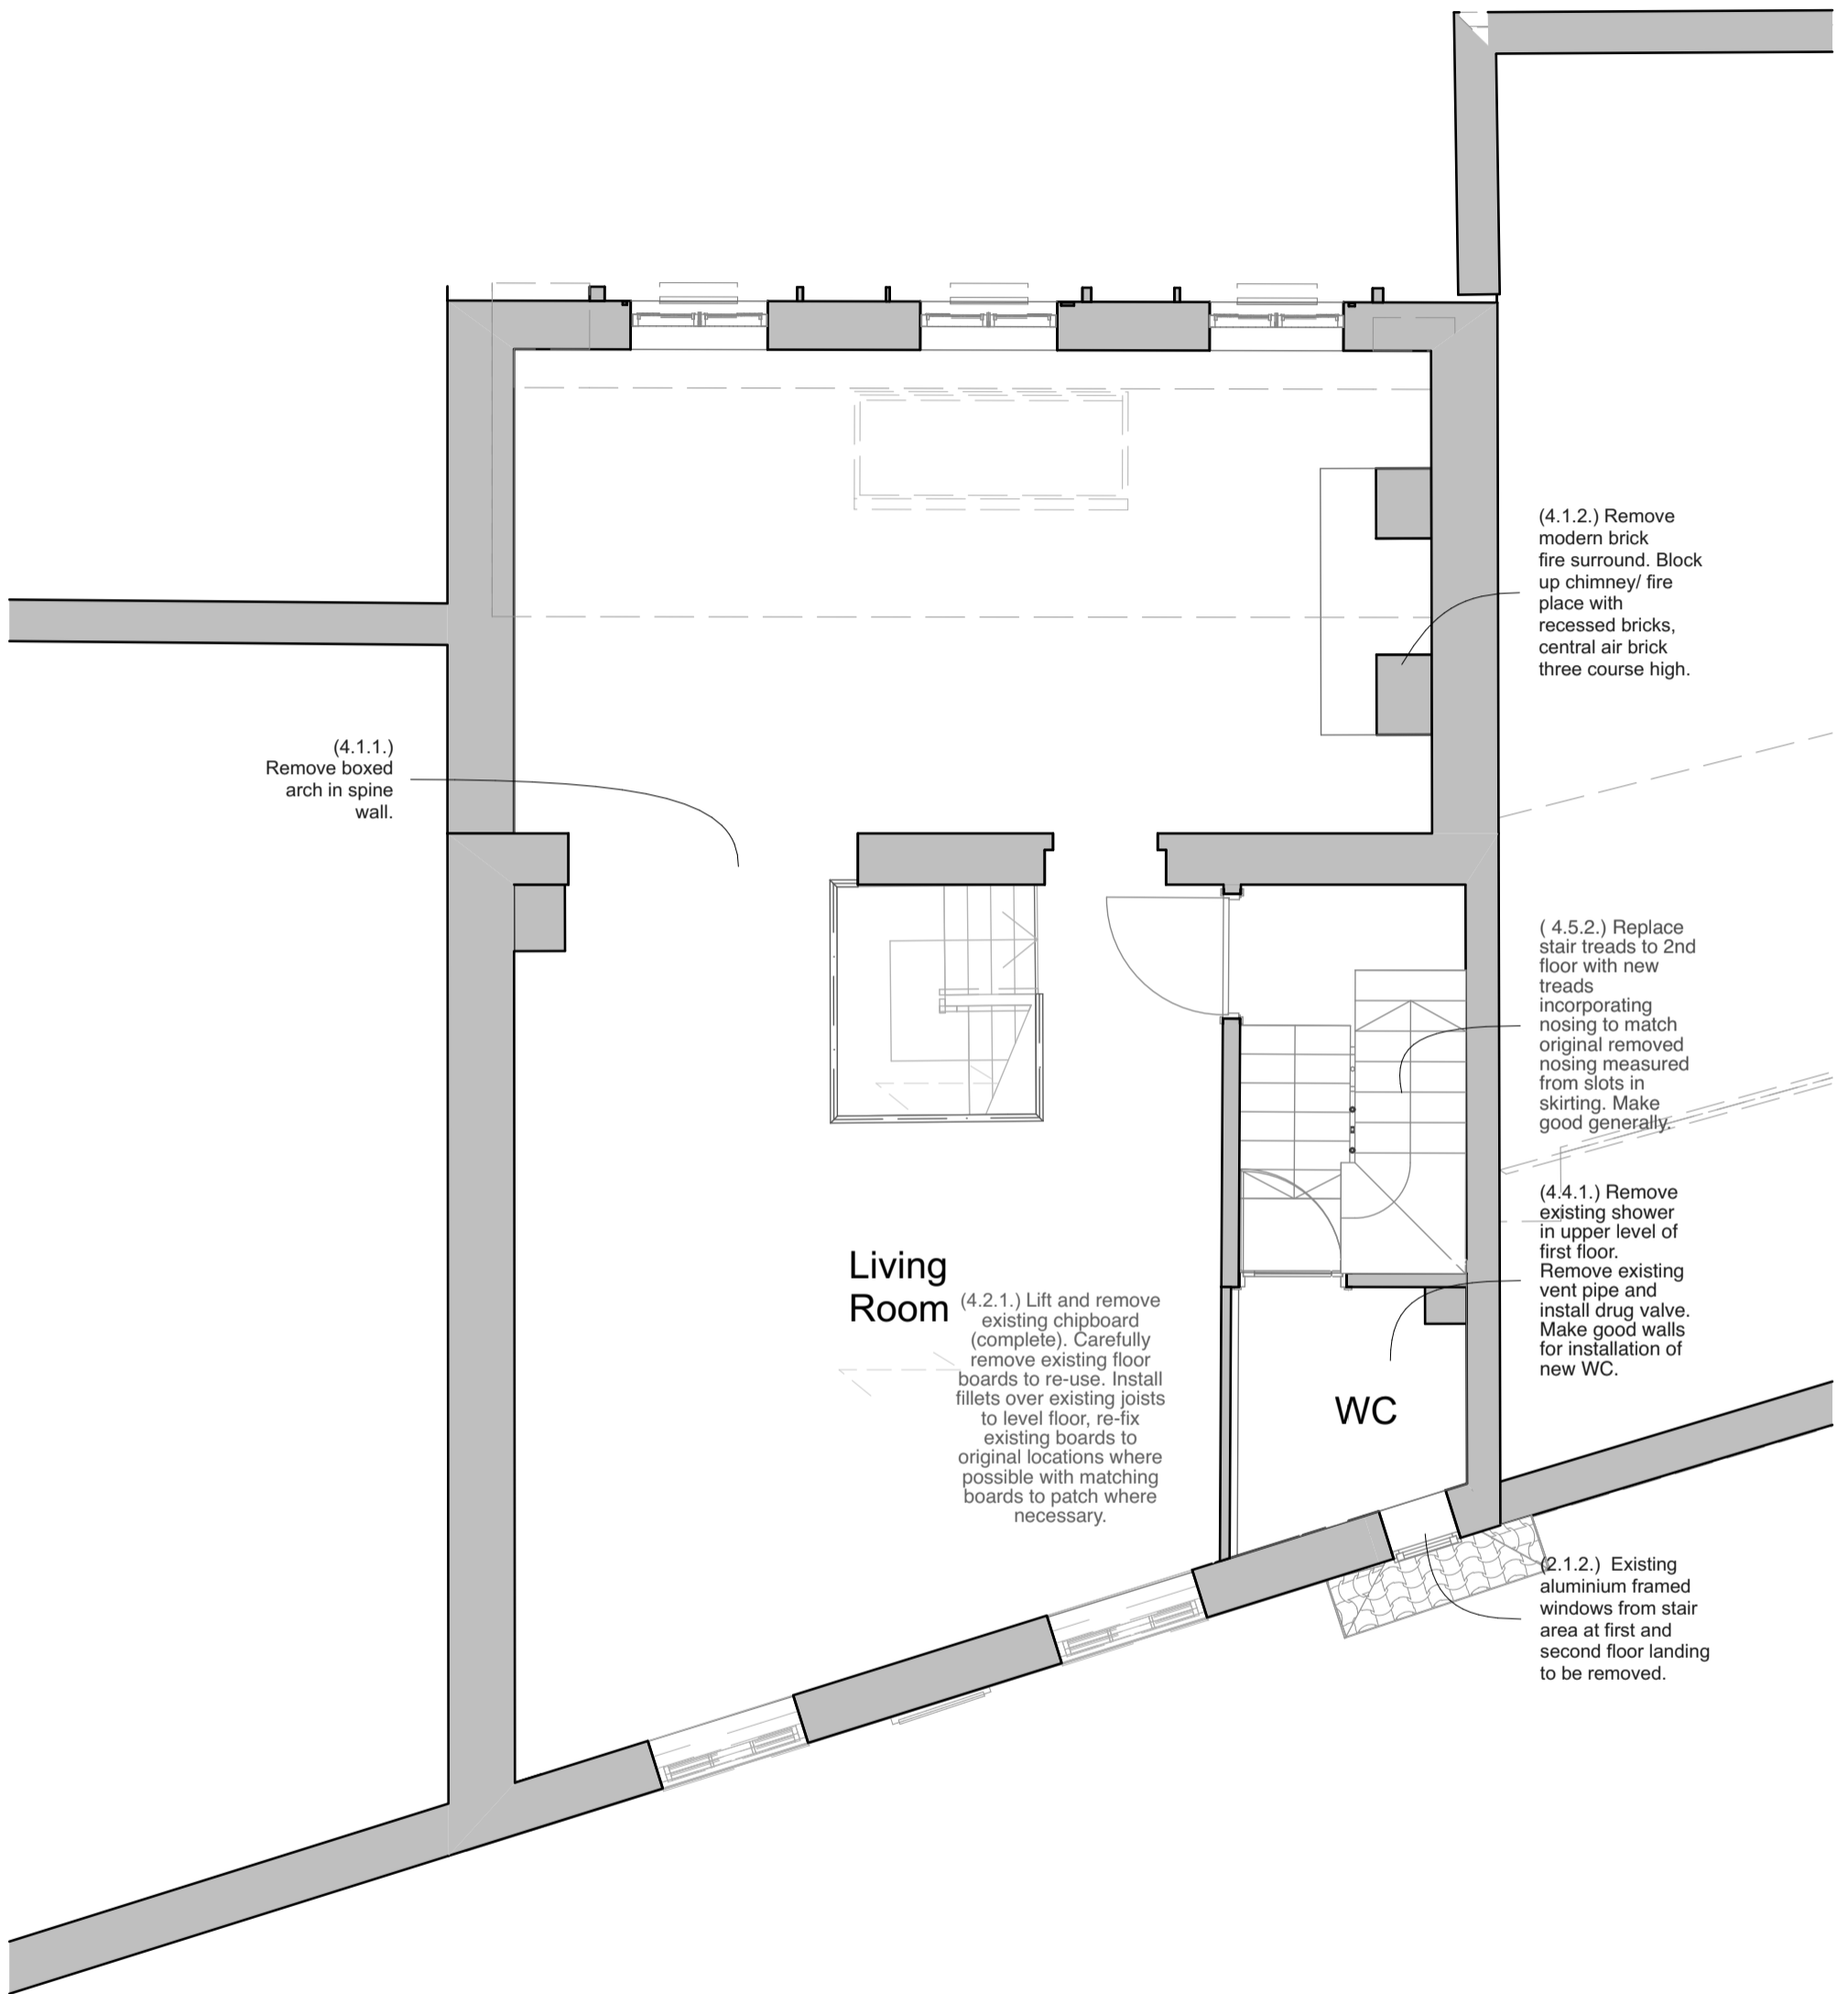 (4.1.2.) Remove
modern brick
fire surround. Block
up chimney/ fire
place with
recessed bricks,
central air brick
three course high.
(4.1.1.)
Remove boxed
arch in spine
wall.
( 4.5.2.) Replace
stair treads to 2nd
floor with new
treads
incorporating
nosing to match
original removed
nosing measured
from slots in
skirting. Make
good generally.
(4.4.1.) Remove
existing shower
in upper level of
first floor.
Remove existing
vent pipe and
install drug valve.
Make good walls
for installation of
new WC.
Living
Room
(4.2.1.) Lift and remove
existing chipboard
(complete). Carefully
remove existing floor
boards to re-use. Install
fillets over existing joists
to level floor, re-fix
existing boards to
original locations where
possible with matching
boards to patch where
necessary.
WC
(2.1.2.) Existing
aluminium framed
windows from stair
area at first and
second floor landing
to be removed.